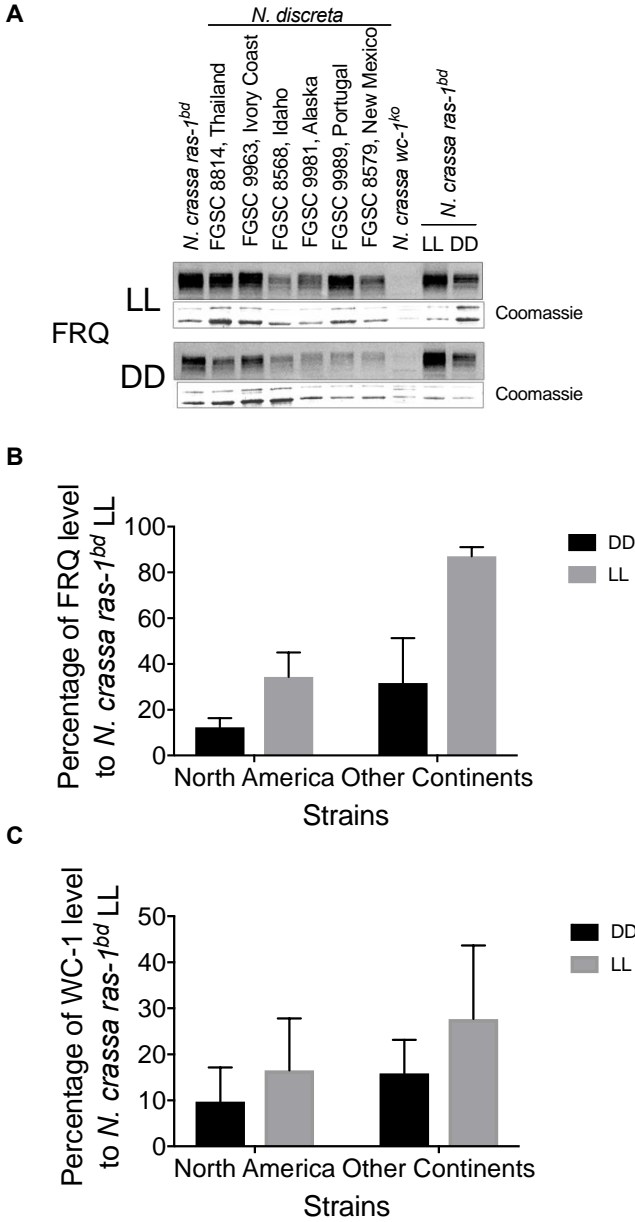 A
N. discreta
N. crassa ras-1bd
FGSC 8814, Thailand
FGSC 9963, Ivory Coast
FGSC 8568, Idaho
FGSC 9981, Alaska
FGSC 9989, Portugal
FGSC 8579, New Mexico
N. crassa wc-1ko
N. crassa ras-1bd
LL DD
LL
Coomassie
FRQ
DD
Coomassie
B
Percentage of FRQ level
to N. crassa ras-1bd LL
100
80
60
40
20
0
DD
LL
North America Other Continents
Strains
C
Percentage of WC-1 level
to N. crassa ras-1bd LL
50
40
30
20
10
0
DD
LL
North America Other Continents
Strains